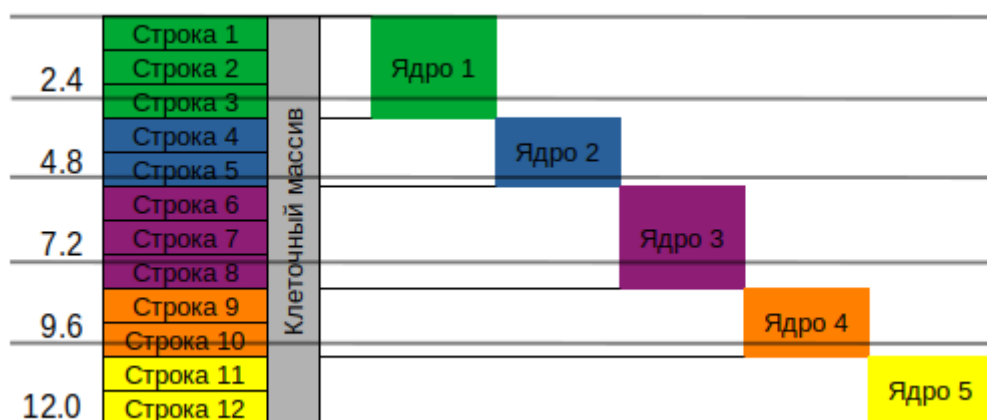 Строка 1
Строка 2
2.4
Строка 3
Строка 4
4.8
Строка 5
Строка 6
Строка 7
7.2
Строка 8
Строка 9
9.6
Строка 10
Строка 11
12.0
Строка 12
Клеточный массив
Ядро 1
Ядро 2
Ядро 3
Ядро 4
Ядро 5